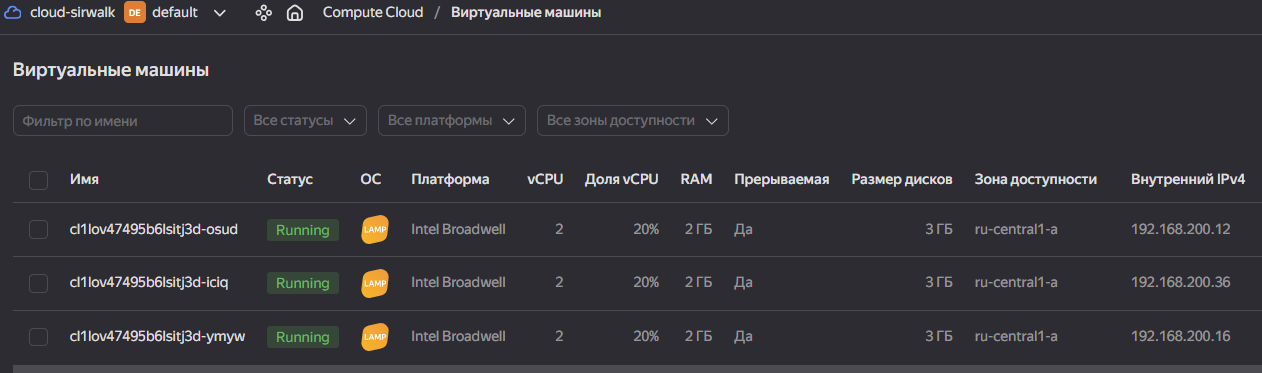 cloud-sirwalk DE default Compute Cloud / Виртуальные машины
Виртуальные машины
Фильтр по имени Все статусы Все платформы Все зоны доступности
Имя Статус ОС Платформа vCPU Доля vCPU RAM Прерываемая Размер дисков Зона доступности Внутренний IPv4
cl1lov47495b6lsitj3d-osud Running LAMP Intel Broadwell 2 20% 2 ГБ Да 3 ГБ ru-central1-a 192.168.200.12
cl1lov47495b6lsitj3d-iciq Running LAMP Intel Broadwell 2 20% 2 ГБ Да 3 ГБ ru-central1-a 192.168.200.36
cl1lov47495b6lsitj3d-ymyw Running LAMP Intel Broadwell 2 20% 2 ГБ Да 3 ГБ ru-central1-a 192.168.200.16